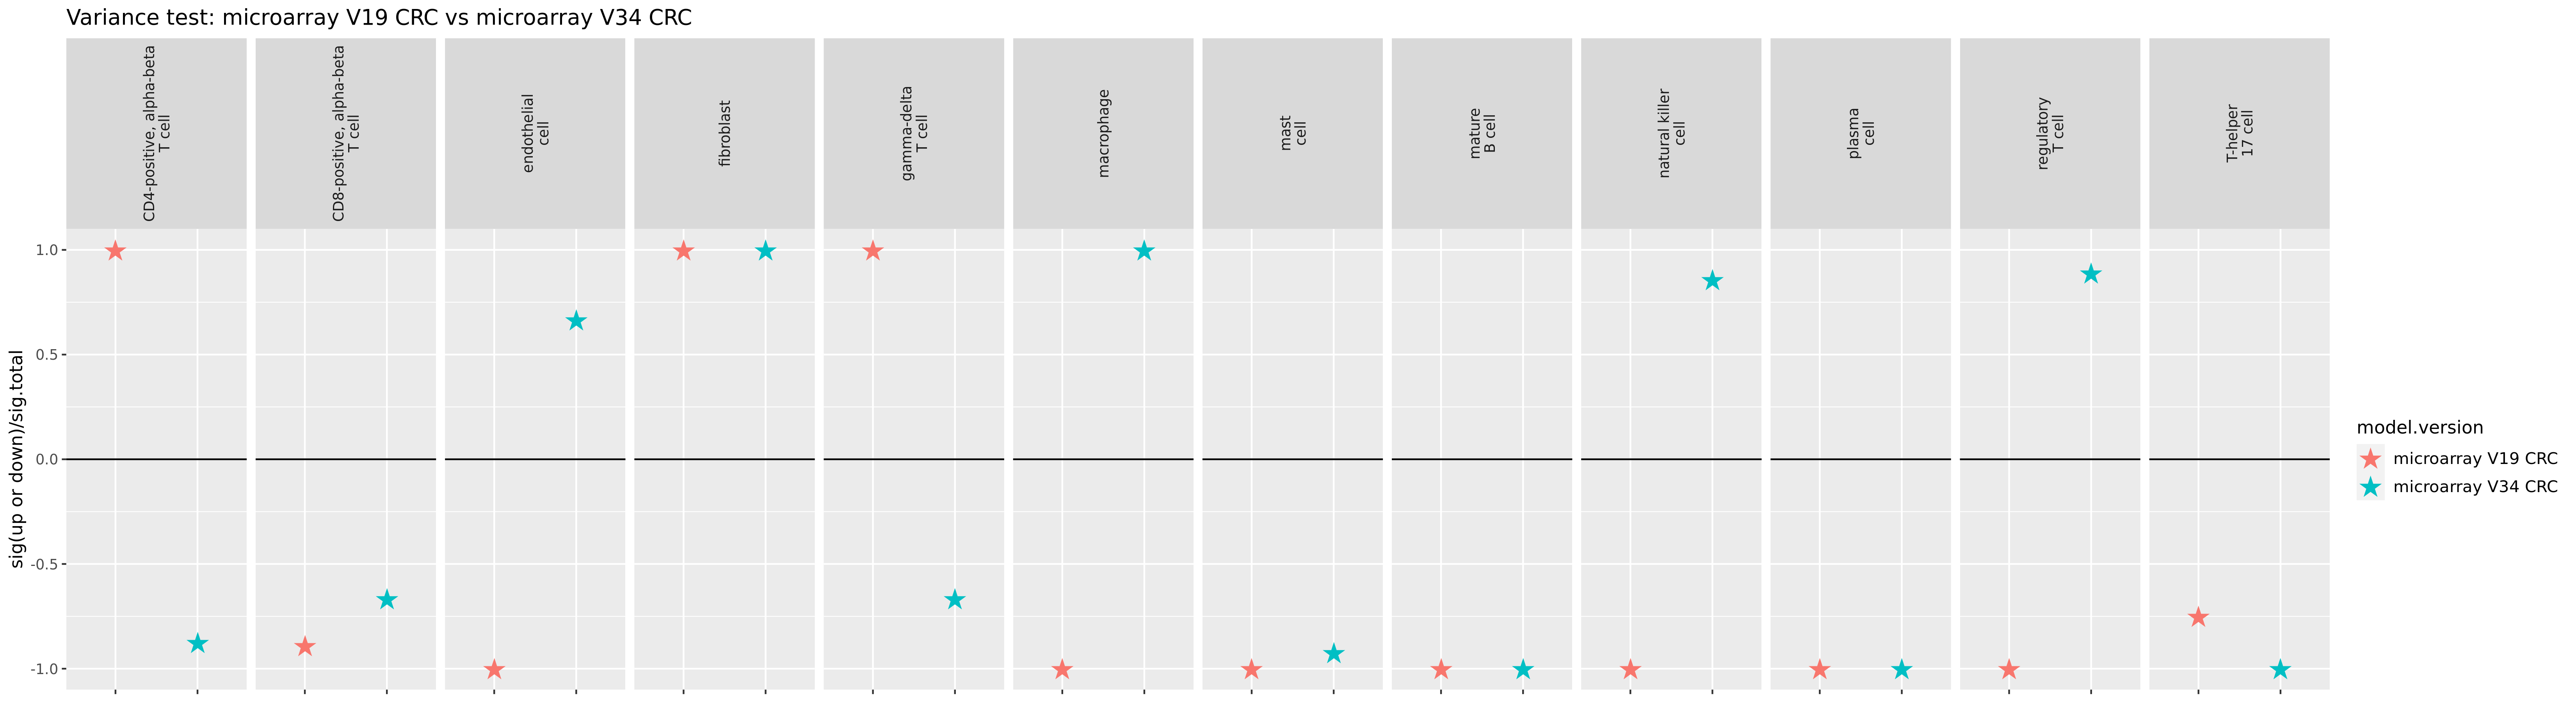 Variance test: microarray V19 CRC vs microarray V34 CRC
CD4-positive, alpha-beta
T cell
CD8-positive, alpha-beta
T cell
endothelial
cell
fibroblast
gamma-delta
T cell
macrophage
mast
cell
mature
B cell
natural killer
cell
plasma
cell
regulatory
T cell
T-helper
17 cell
sig(up or down)/sig.total
1.0
0.5
0.0
-0.5
-1.0
model.version
microarray V19 CRC
microarray V34 CRC